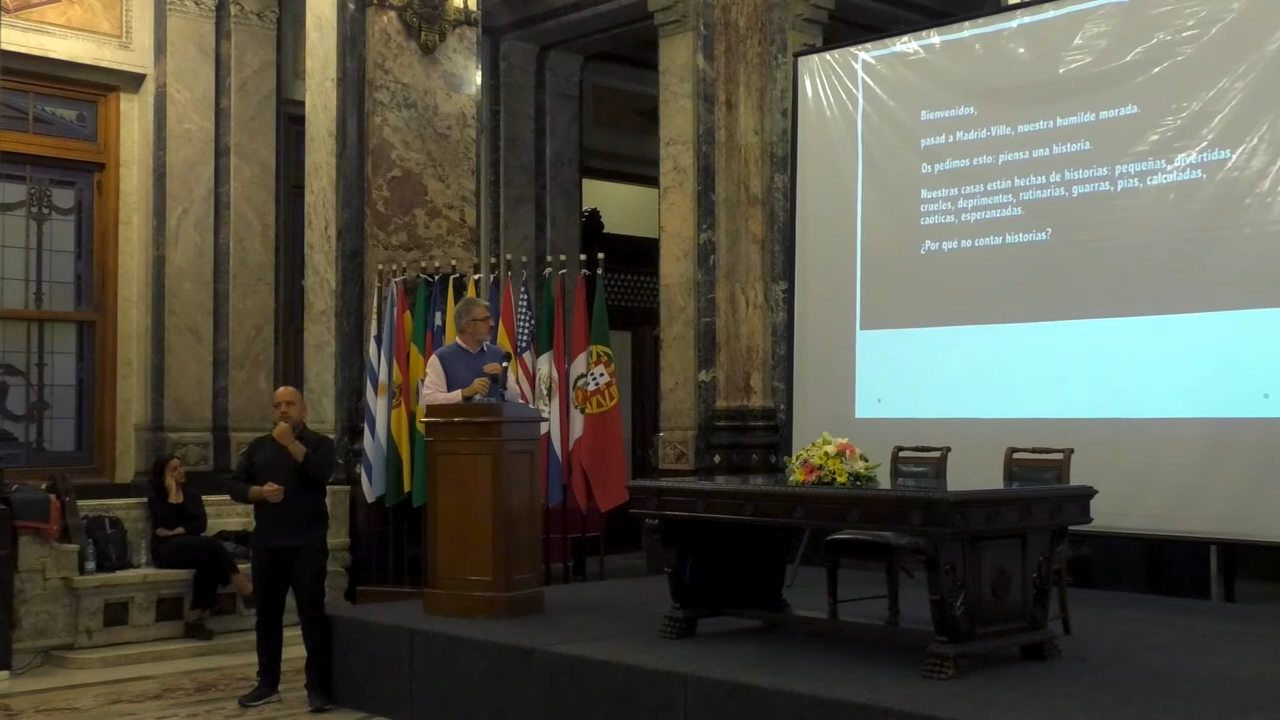 Bienvenidos,
pasad a Madrid-Ville, nuestra humilde morada.
Os pedimos esto: piensa una historia.
Nuestras casas están hechas de historias: pequeñas, divertidas,
crueles, deprimentes, rutinarias, guarras, pías, calculadas,
caóticas, esperanzadas.
¿Por qué no contar historias?